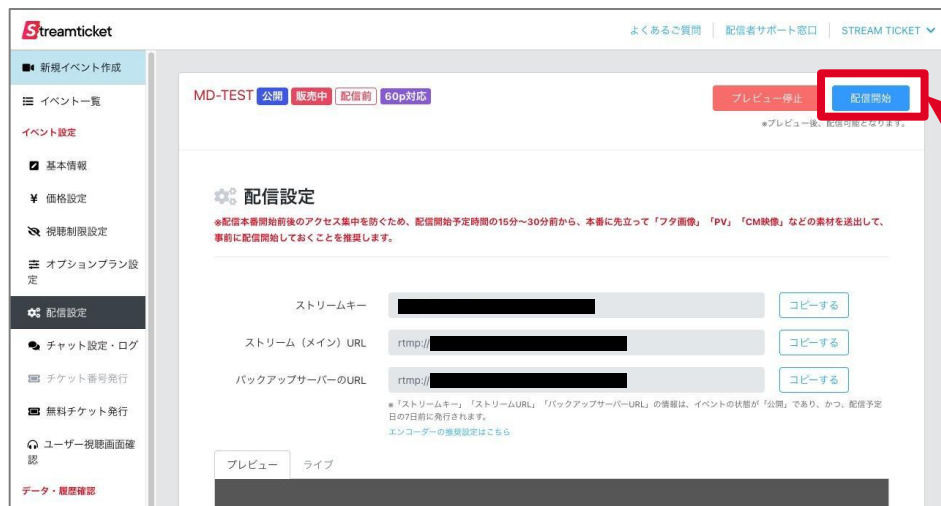 Streamticket
よくあるご質問
配信者サポート窓口
STREAM TICKET
新規イベント作成
イベント一覧
イベント設定
基本情報
価格設定
視聴制限設定
オプションプラン設
定
配信設定
チャット設定・ログ
チケット番号発行
無料チケット発行
ユーザー視聴画面確
認
データ・履歴確認
MD-TEST 公開 販売中 配信前 60p対応
プレビュー停止
配信開始
*プレビュー後、配信可能となります。
配信設定
※配信本番開始前後のアクセス集中を防ぐため、配信開始予定時間の15分〜30分前から、本番に先立って「フタ画像」「PV」「CM映像」などの素材を送出して、
事前に配信開始しておくことを推奨します。
ストリームキー
コピーする
ストリーム（メイン）URL
rtmp://
コピーする
バックアップサーバーのURL
rtmp://
コピーする
※「ストリームキー」「ストリームURL」「バックアップサーバーURL」の情報は、イベントの状態が「公開」であり、かつ、配信予定
日の7日前に発行されます。
エンコーダーの推奨設定はこちら
プレビュー
ライブ